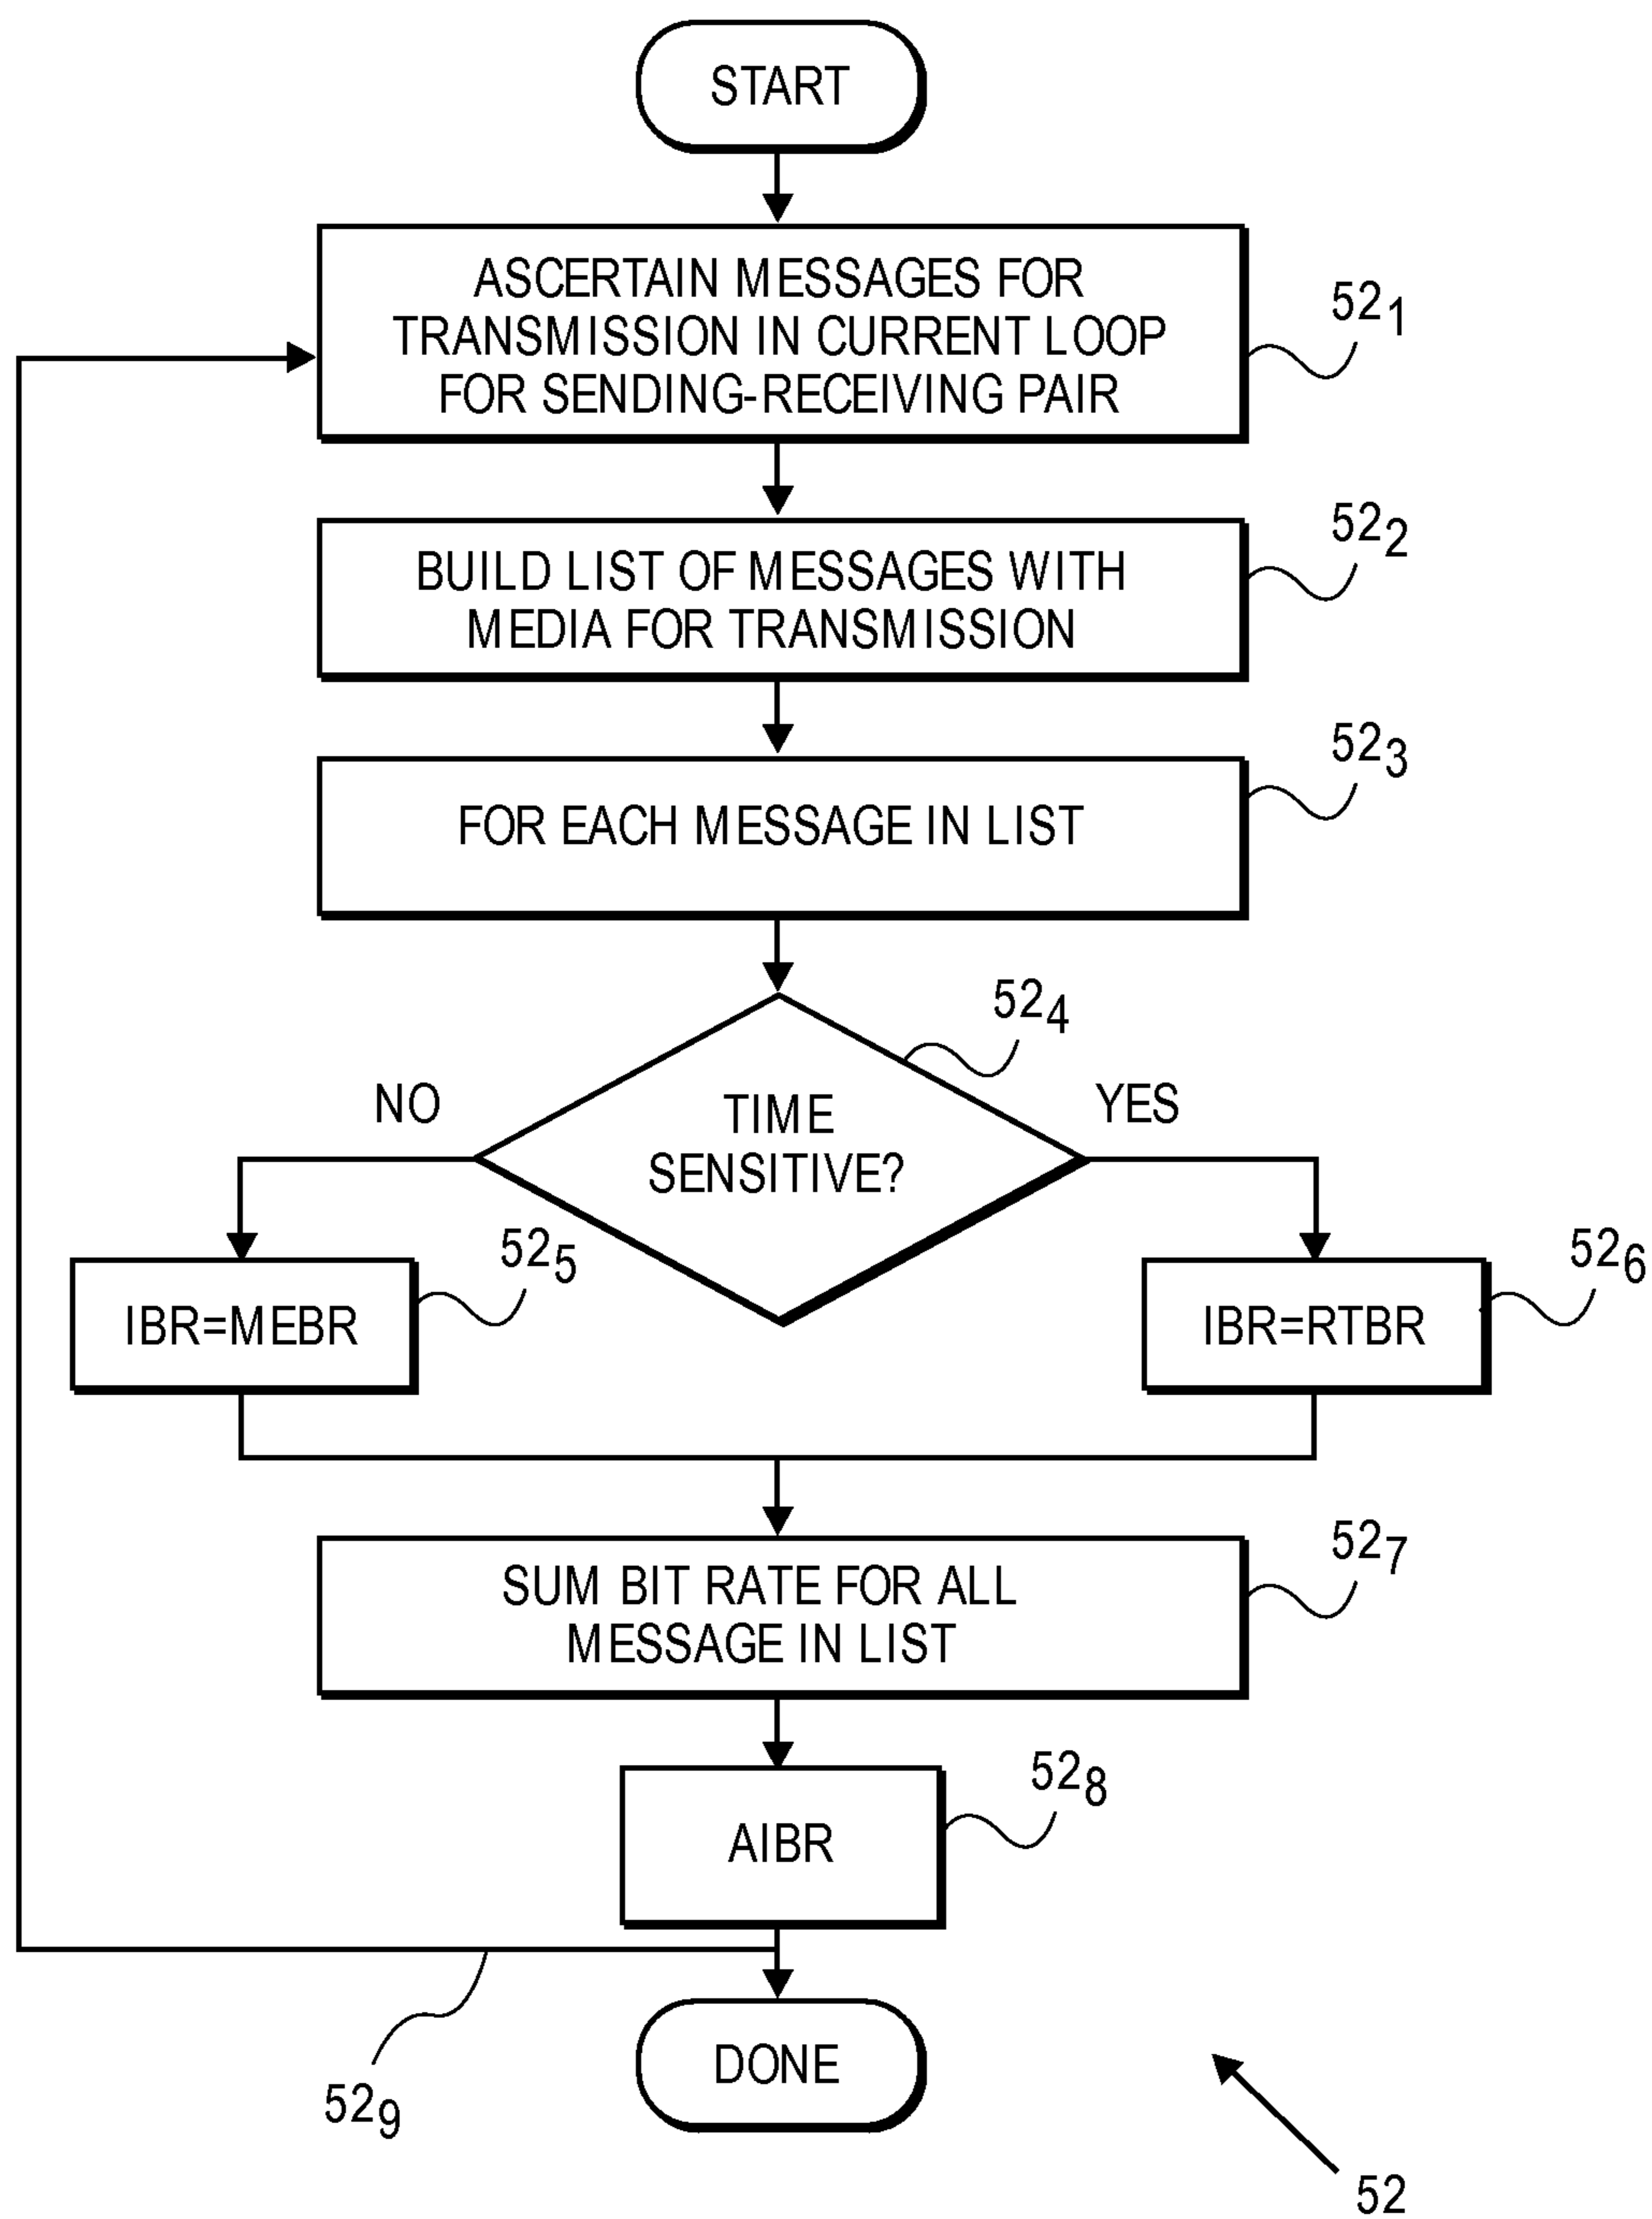 START
ASCERTAIN MESSAGES FOR
TRANSMISSION IN CURRENT LOOP
FOR SENDING-RECEIVING PAIR
52₁
BUILD LIST OF MESSAGES WITH
MEDIA FOR TRANSMISSION
52₂
FOR EACH MESSAGE IN LIST
52₃
52₄
NO
TIME
SENSITIVE?
YES
IBR=MEBR
52₅
IBR=RTBR
52₆
SUM BIT RATE FOR ALL
MESSAGE IN LIST
52₇
AIBR
52₈
DONE
52₉
52